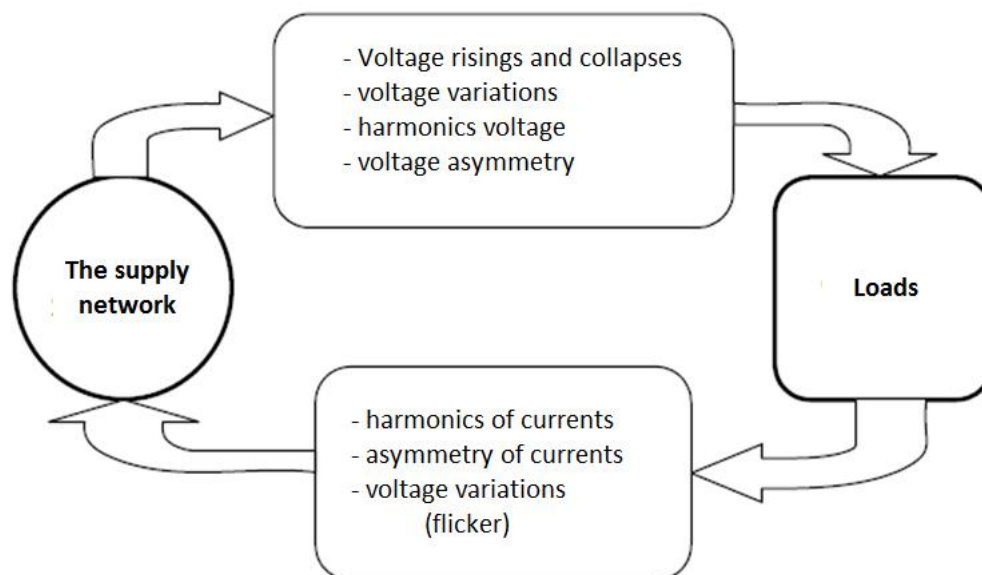 - Voltage risings and collapses
- voltage variations
- harmonics voltage
- voltage asymmetry
The supply
network
Loads
- harmonics of currents
- asymmetry of currents
- voltage variations
(flicker)